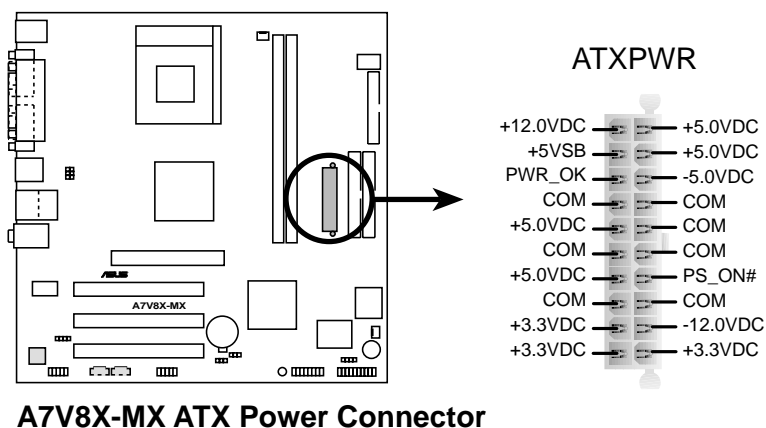 ATXPWR
+12.0VDC +5.0VDC
+5VSB +5.0VDC
PWR_OK -5.0VDC
COM COM
+5.0VDC COM
COM COM
+5.0VDC PS_ON#
COM COM
+3.3VDC -12.0VDC
+3.3VDC +3.3VDC
ASUS
A7V8X-MX
A7V8X-MX ATX Power Connector